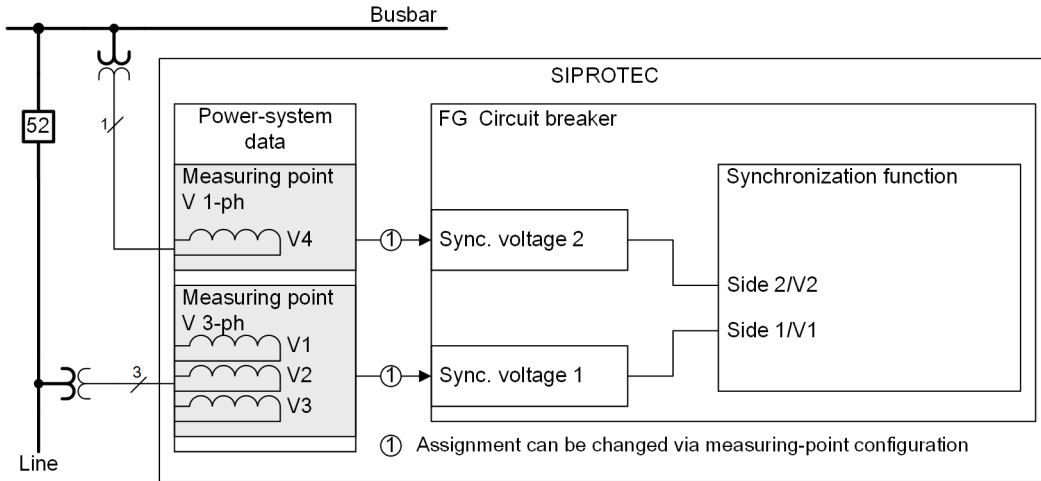 Busbar
SIPROTEC
52
1
Power-system
data
FG Circuit breaker
Measuring point
V 1-ph
V4
1
Sync. voltage 2
Synchronization function
Side 2/V2
Side 1/V1
Measuring point
V 3-ph
V1
V2
V3
3
1
Sync. voltage 1
1 Assignment can be changed via measuring-point configuration
Line